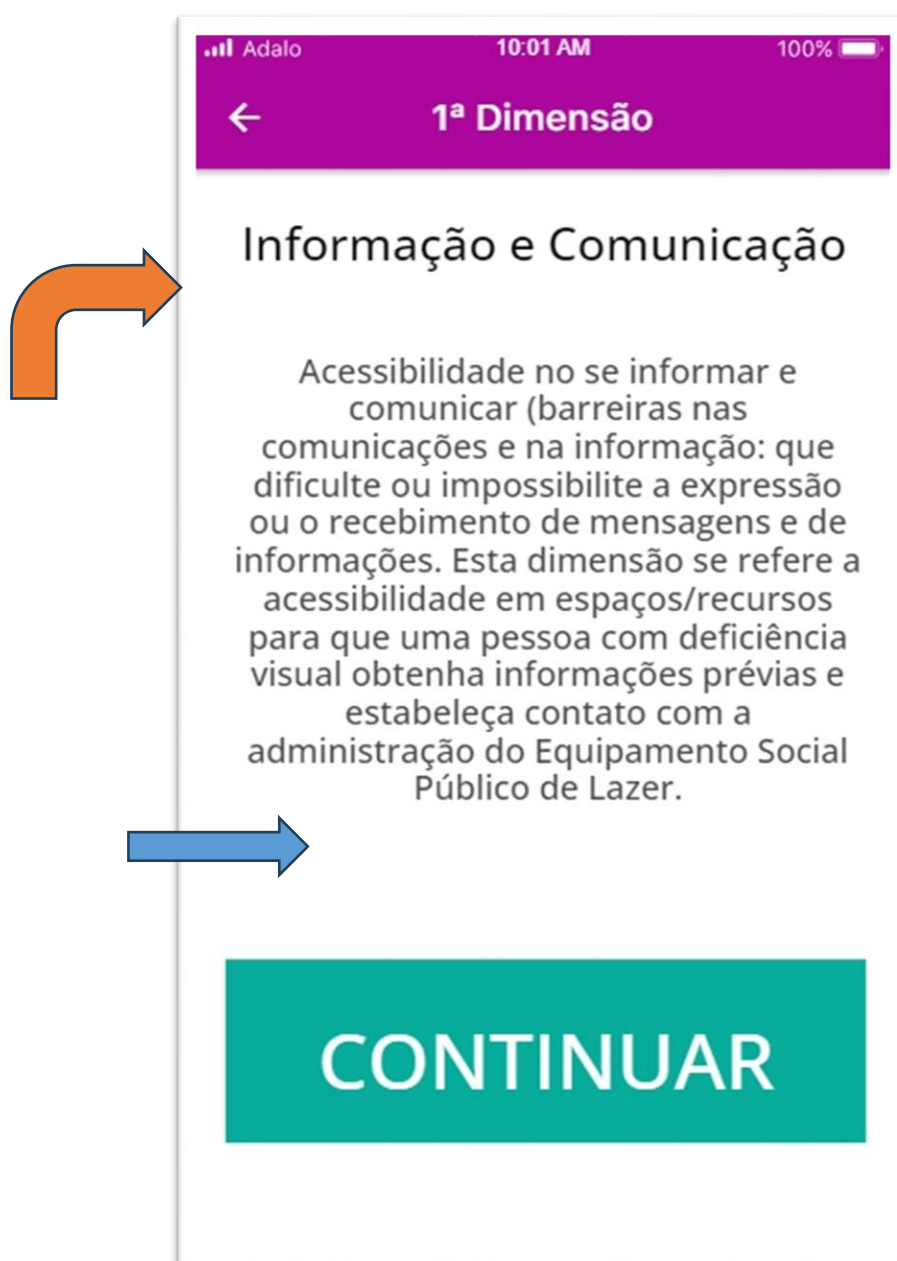 Adalo 10:01 AM 100%
1ª Dimensão
Informação e Comunicação
Acessibilidade no se informar e
comunicar (barreiras nas
comunicações e na informação: que
dificulte ou impossibilite a expressão
ou o recebimento de mensagens e de
informações. Esta dimensão se refere a
acessibilidade em espaços/recursos
para que uma pessoa com deficiência
visual obtenha informações prévias e
estabeleça contato com a
administração do Equipamento Social
Público de Lazer.
CONTINUAR